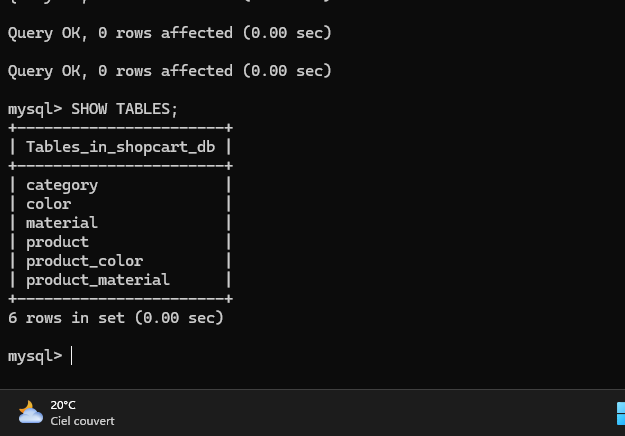 Query OK, 0 rows affected (0.00 sec)
Query OK, 0 rows affected (0.00 sec)
mysql> SHOW TABLES;
+-----------------------+
| Tables_in_shopcart_db |
+-----------------------+
| category              |
| color                 |
| material              |
| product               |
| product_color         |
| product_material      |
+-----------------------+
6 rows in set (0.00 sec)
mysql>
20°C
Ciel couvert